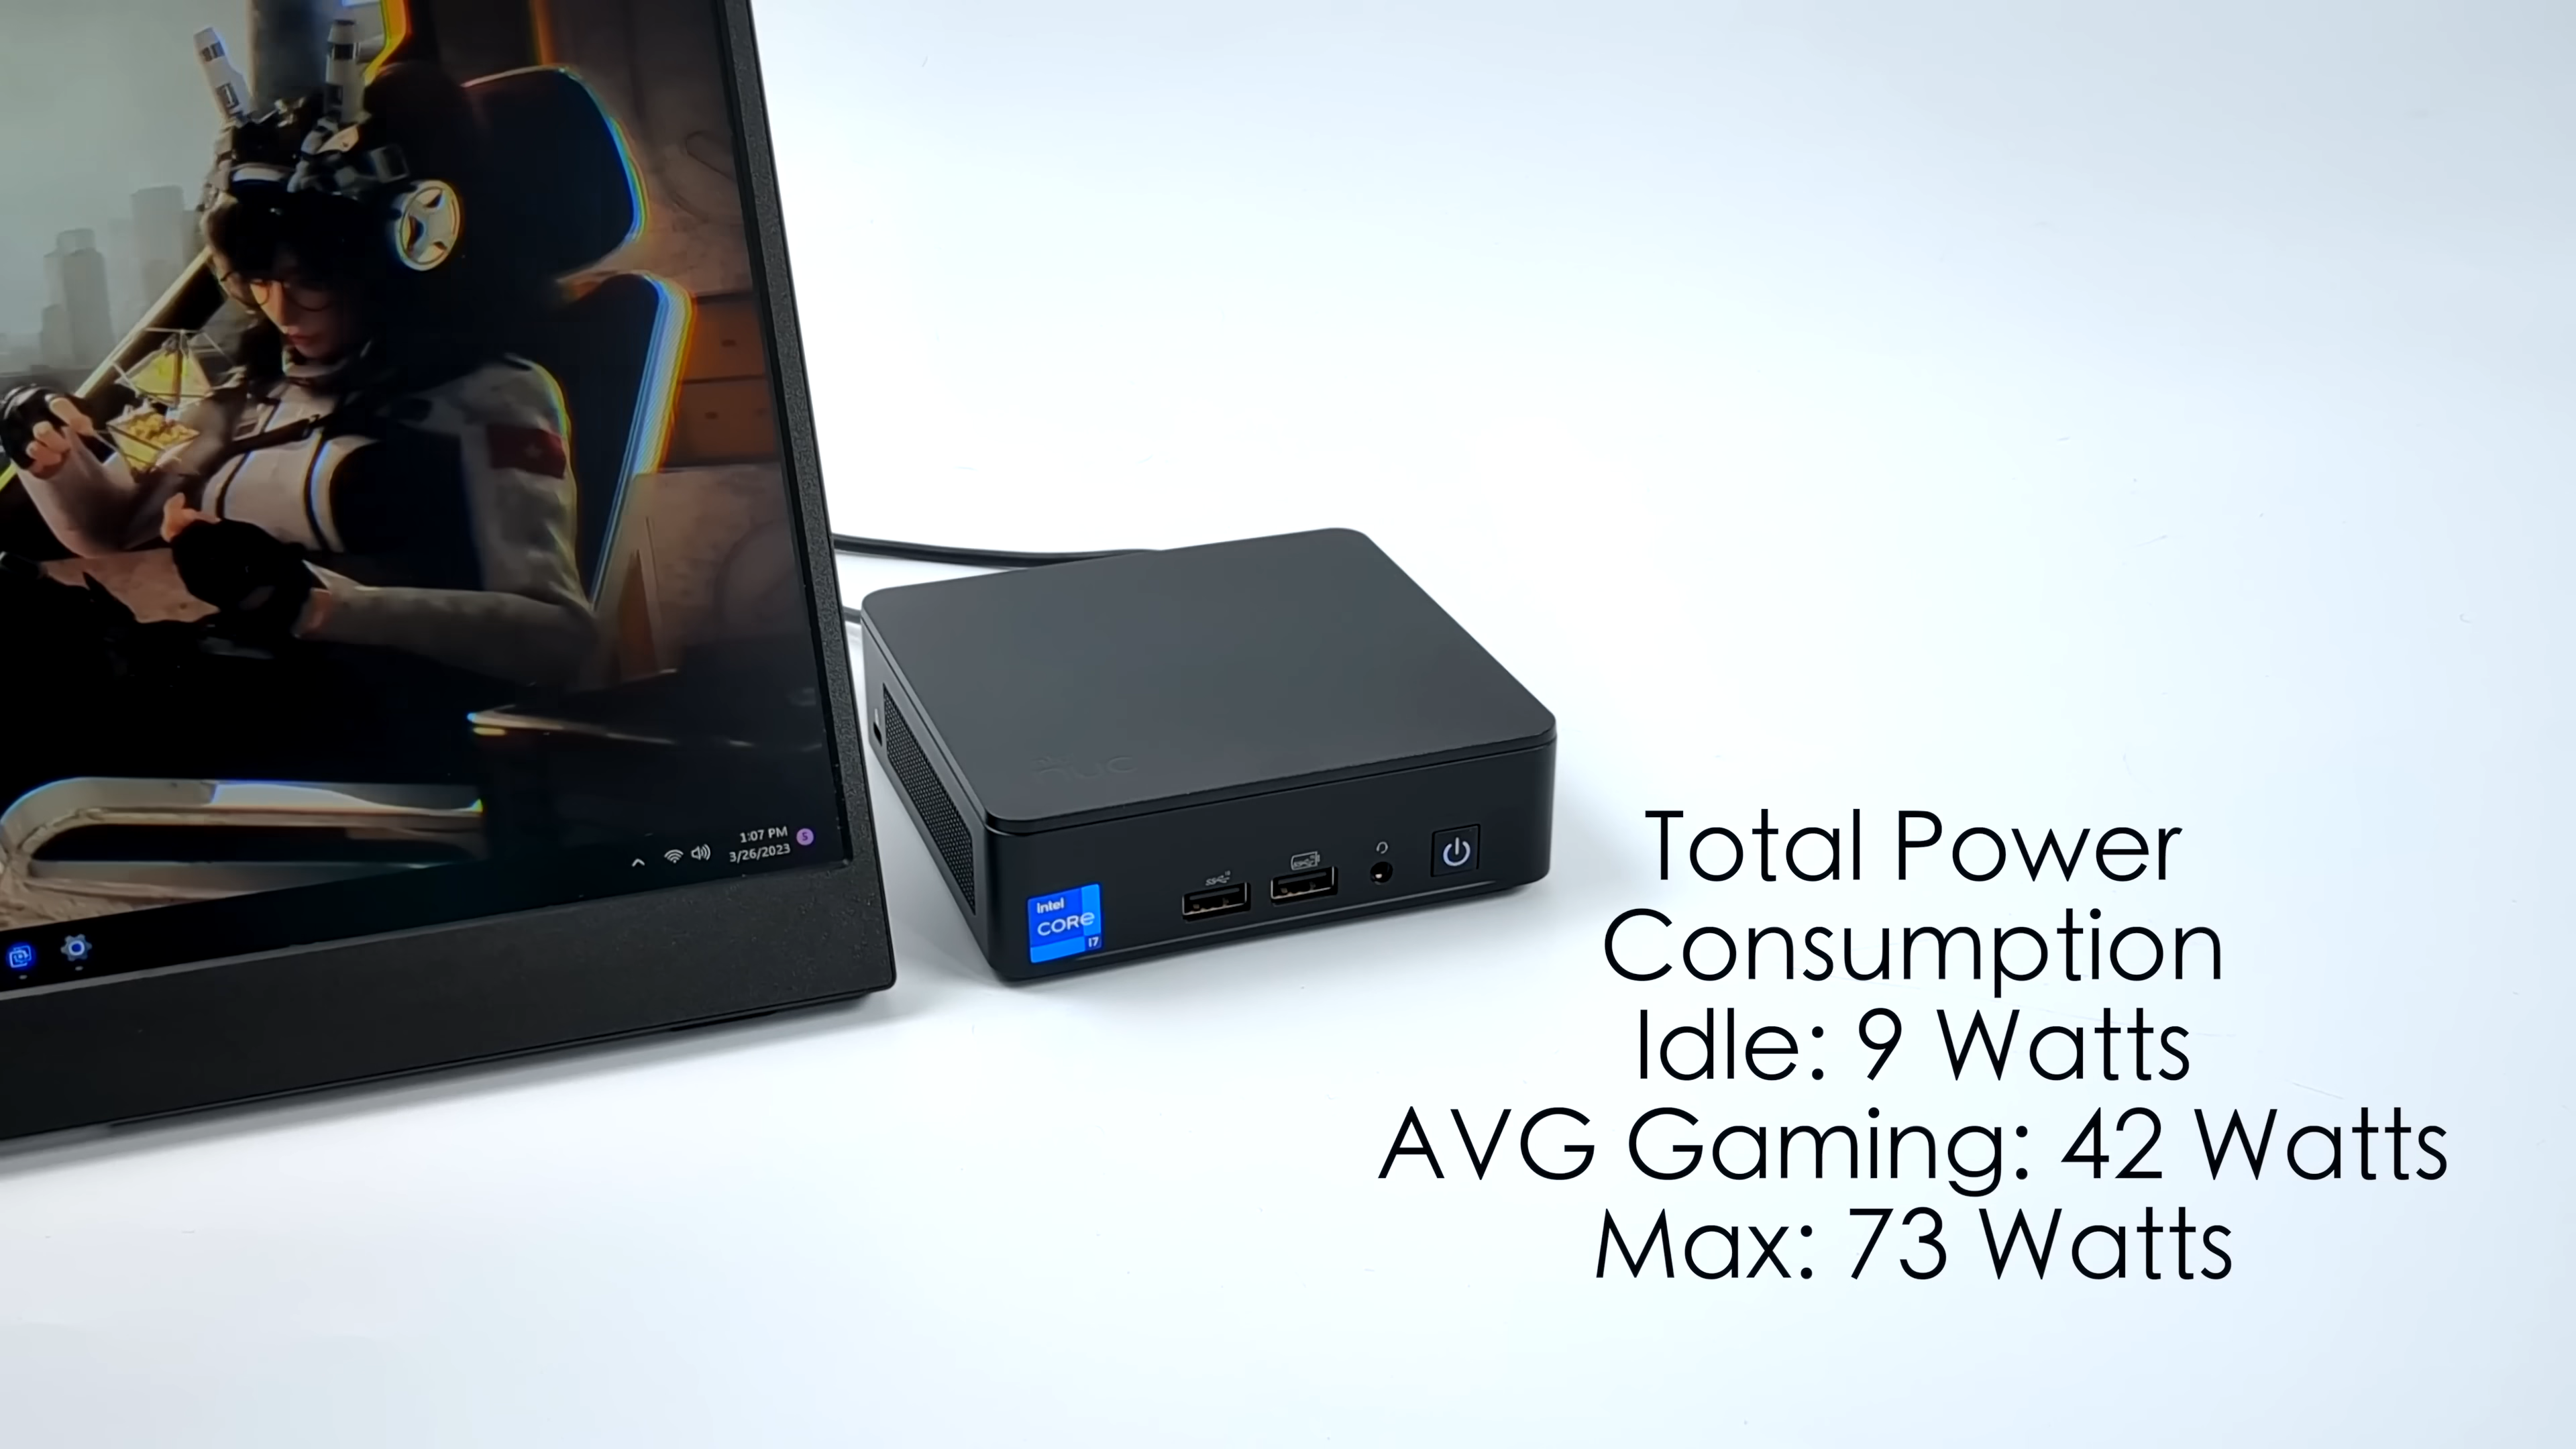 1:07 PM
3/26/2023
S
nuc
intel
CORE
i7
Total Power
Consumption
Idle: 9 Watts
AVG Gaming: 42 Watts
Max: 73 Watts